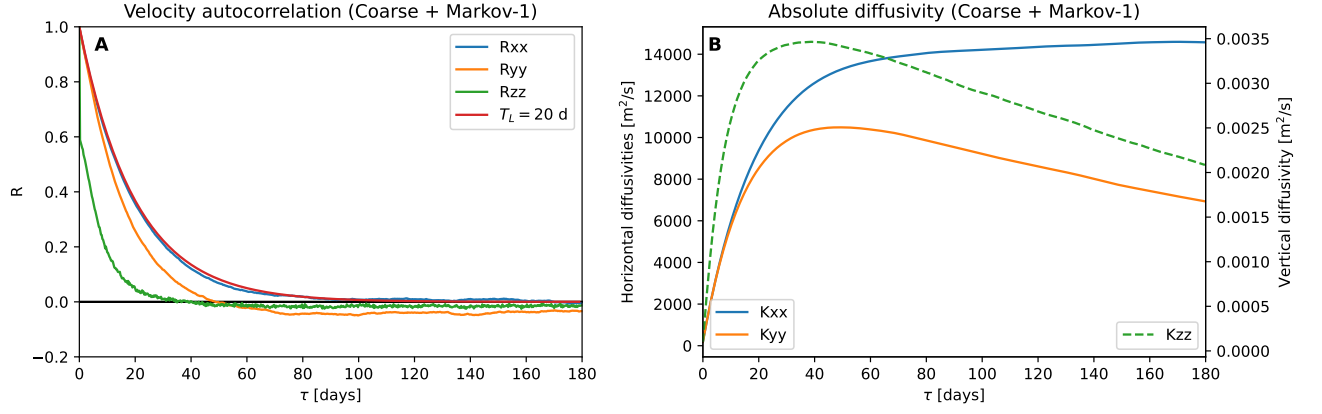 Velocity autocorrelation (Coarse + Markov-1)
A
Rxx
Ryy
Rzz
T_L = 20 d
R
1.0
0.8
0.6
0.4
0.2
0.0
−0.2
0 20 40 60 80 100 120 140 160 180
τ [days]
Absolute diffusivity (Coarse + Markov-1)
B
Horizontal diffusivities [m²/s]
14000
12000
10000
8000
6000
4000
2000
0
Kxx
Kyy
Kzz
0.0035
0.0030
0.0025
0.0020
0.0015
0.0010
0.0005
0.0000
Vertical diffusivity [m²/s]
0 20 40 60 80 100 120 140 160 180
τ [days]